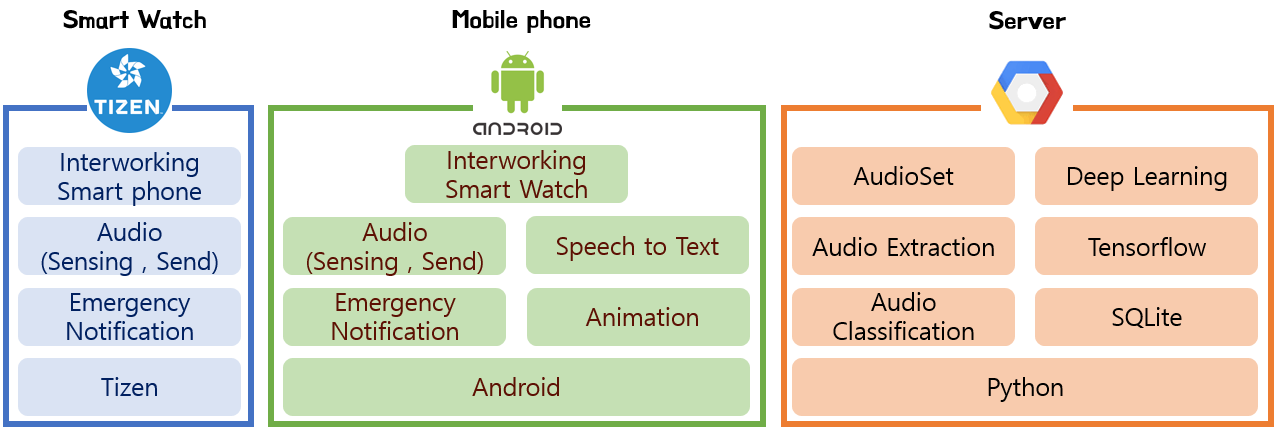 Smart Watch
Mobile phone
Server
TIZEN
ANDROID
Interworking
Smart phone
Audio
(Sensing , Send)
Emergency
Notification
Tizen
Interworking
Smart Watch
Audio
(Sensing , Send)
Speech to Text
Emergency
Notification
Animation
Android
AudioSet
Deep Learning
Audio Extraction
Tensorflow
Audio
Classification
SQLite
Python